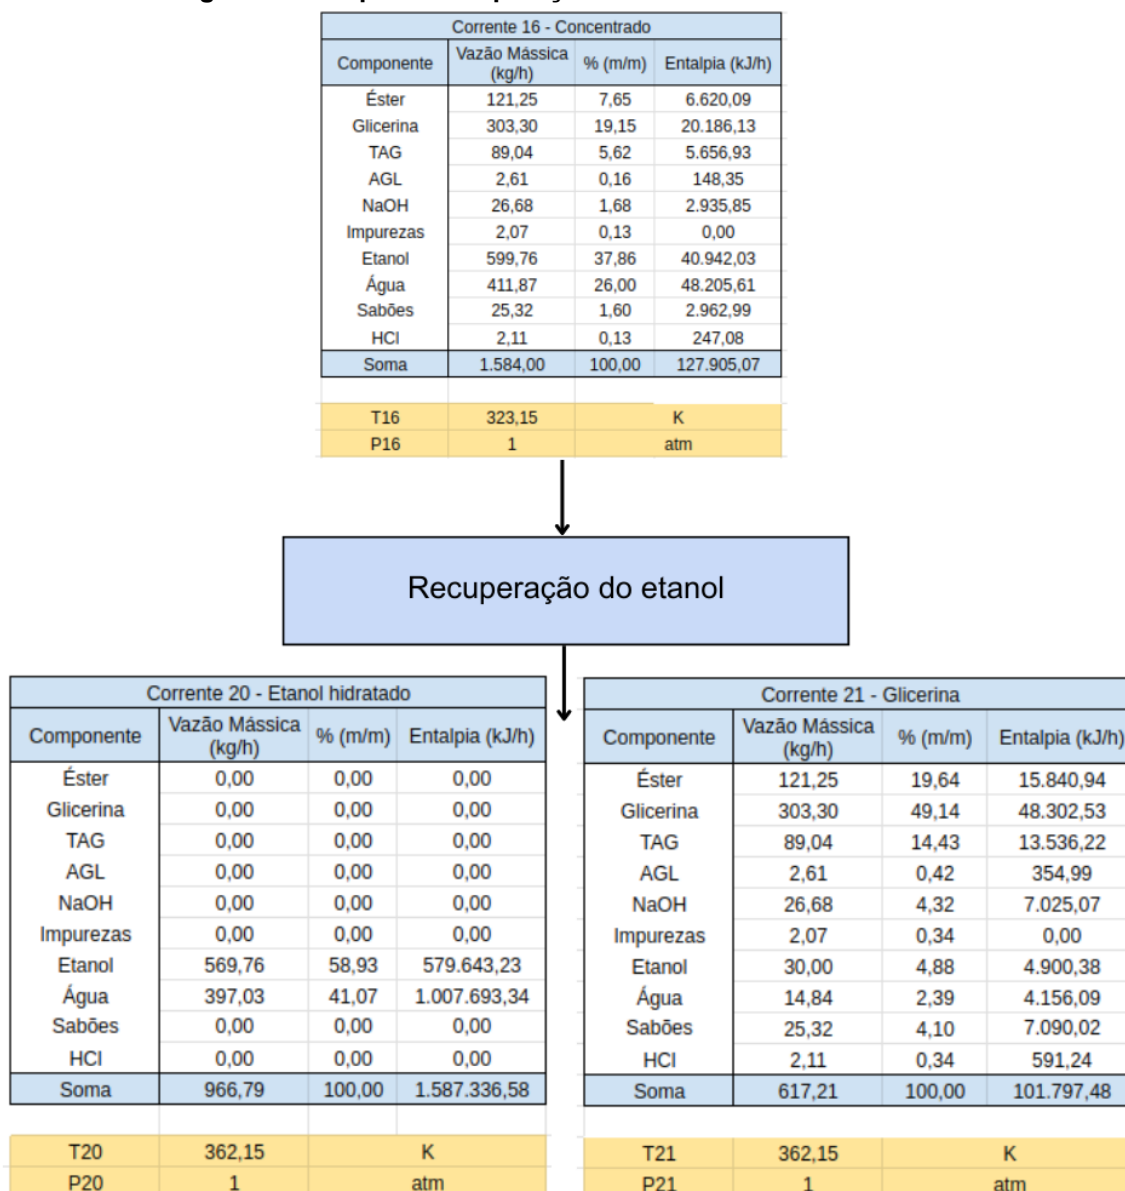 Corrente 16 - Concentrado
Componente Vazão Mássica (kg/h) % (m/m) Entalpia (kJ/h)
Éster 121,25 7,65 6.620,09
Glicerina 303,30 19,15 20.186,13
TAG 89,04 5,62 5.656,93
AGL 2,61 0,16 148,35
NaOH 26,68 1,68 2.935,85
Impurezas 2,07 0,13 0,00
Etanol 599,76 37,86 40.942,03
Água 411,87 26,00 48.205,61
Sabões 25,32 1,60 2.962,99
HCl 2,11 0,13 247,08
Soma 1.584,00 100,00 127.905,07
T16 323,15 K
P16 1 atm
Recuperação do etanol
Corrente 20 - Etanol hidratado
Componente Vazão Mássica (kg/h) % (m/m) Entalpia (kJ/h)
Éster 0,00 0,00 0,00
Glicerina 0,00 0,00 0,00
TAG 0,00 0,00 0,00
AGL 0,00 0,00 0,00
NaOH 0,00 0,00 0,00
Impurezas 0,00 0,00 0,00
Etanol 569,76 58,93 579.643,23
Água 397,03 41,07 1.007.693,34
Sabões 0,00 0,00 0,00
HCl 0,00 0,00 0,00
Soma 966,79 100,00 1.587.336,58
T20 362,15 K
P20 1 atm
Corrente 21 - Glicerina
Componente Vazão Mássica (kg/h) % (m/m) Entalpia (kJ/h)
Éster 121,25 19,64 15.840,94
Glicerina 303,30 49,14 48.302,53
TAG 89,04 14,43 13.536,22
AGL 2,61 0,42 354,99
NaOH 26,68 4,32 7.025,07
Impurezas 2,07 0,34 0,00
Etanol 30,00 4,88 4.900,38
Água 14,84 2,39 4.156,09
Sabões 25,32 4,10 7.090,02
HCl 2,11 0,34 591,24
Soma 617,21 100,00 101.797,48
T21 362,15 K
P21 1 atm